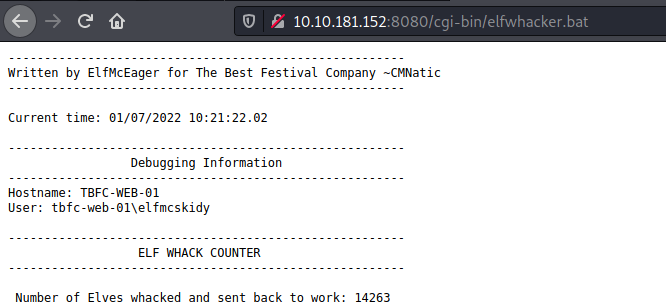 10.10.181.152:8080/cgi-bin/elfwhacker.bat
-------------------------------------------------------
Written by ElfMcEager for The Best Festival Company ~CMNatic
-------------------------------------------------------
Current time: 01/07/2022 10:21:22.02
-------------------------------------------------------
Debugging Information
-------------------------------------------------------
Hostname: TBFC-WEB-01
User: tbfc-web-01\elfmcskidy
-------------------------------------------------------
ELF WHACK COUNTER
-------------------------------------------------------
Number of Elves whacked and sent back to work: 14263